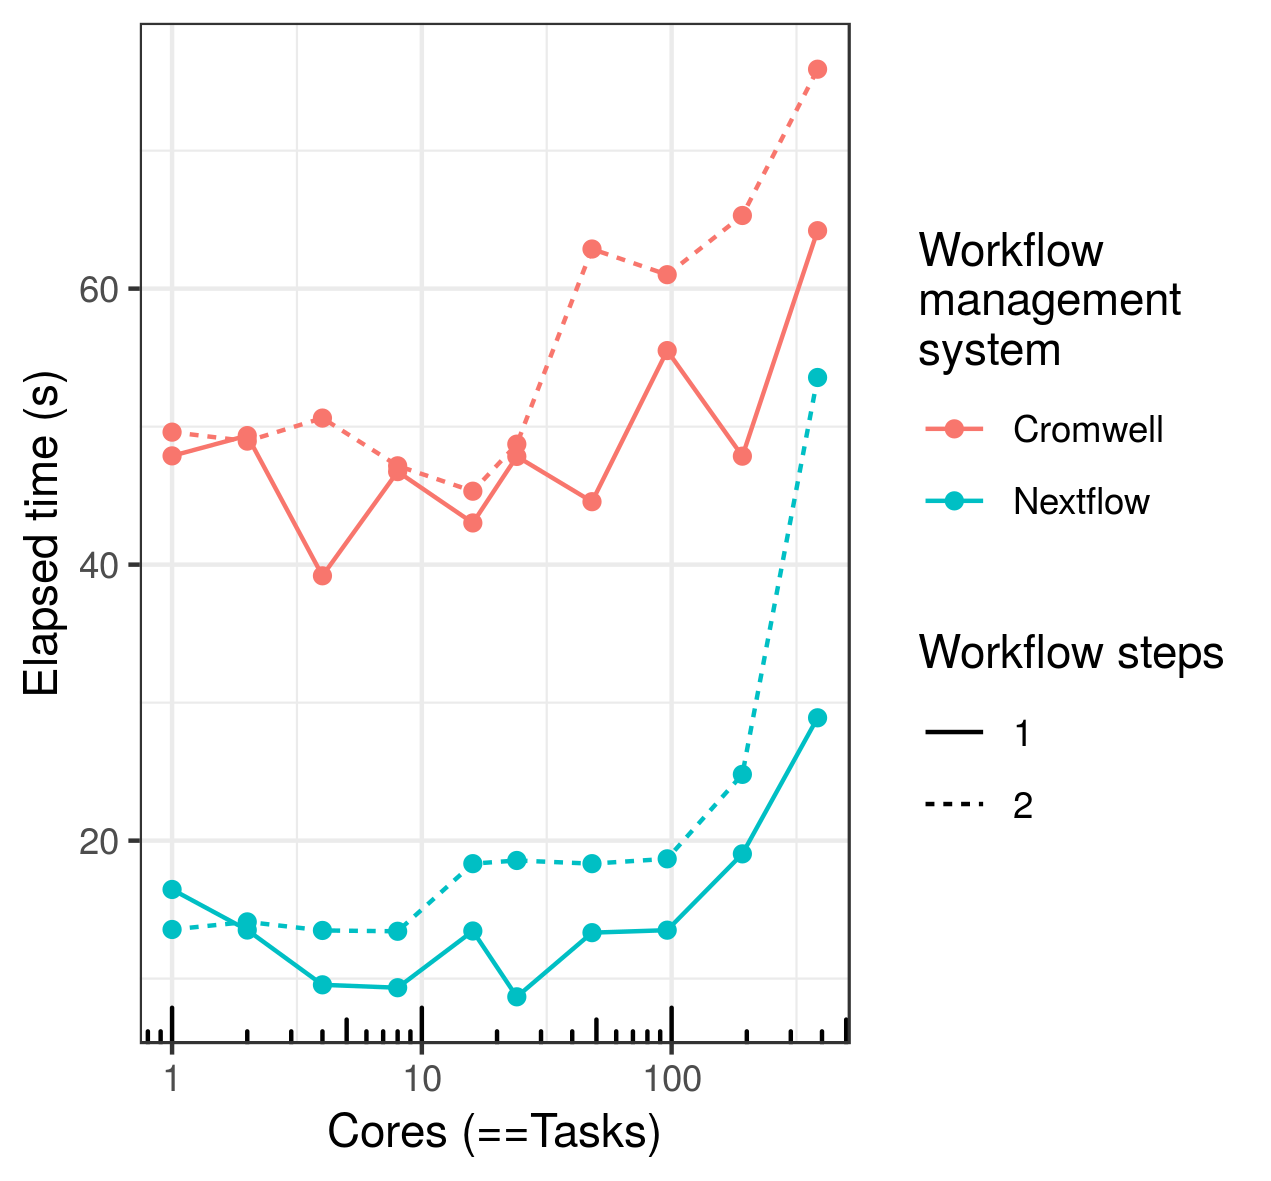 60
40
20
Elapsed time (s)
1 10 100
Cores (==Tasks)
Workflow
management
system
Cromwell
Nextflow
Workflow steps
1
2